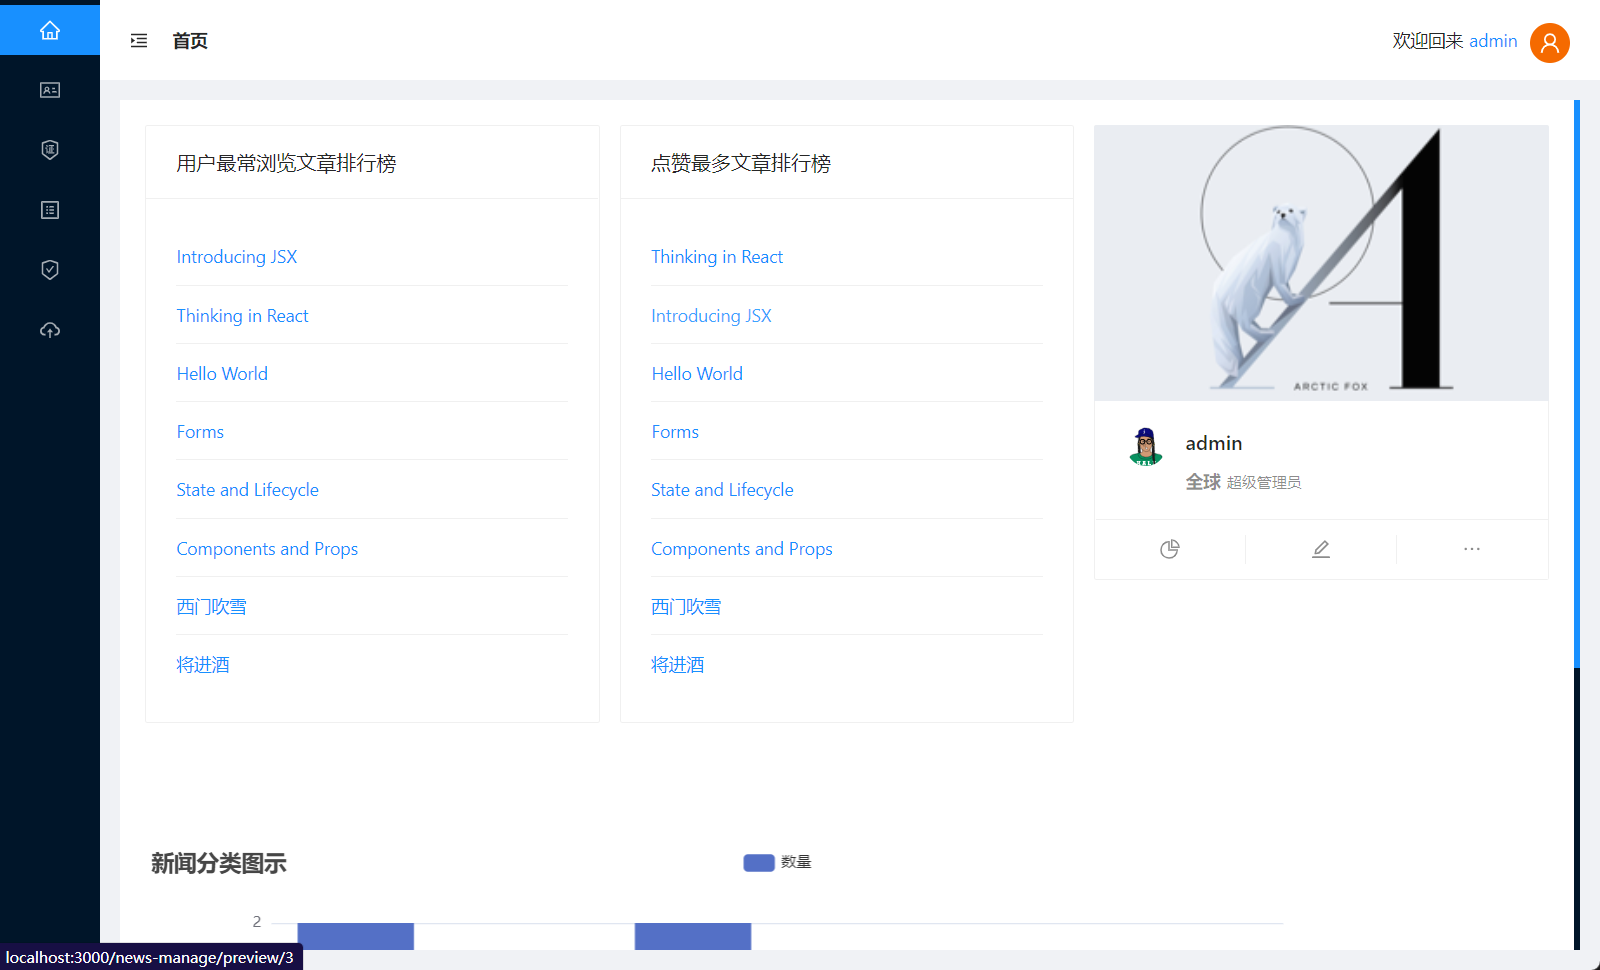 首页
欢迎回来 admin
用户最常浏览文章排行榜
Introducing JSX
Thinking in React
Hello World
Forms
State and Lifecycle
Components and Props
西门吹雪
将进酒
点赞最多文章排行榜
Thinking in React
Introducing JSX
Hello World
Forms
State and Lifecycle
Components and Props
西门吹雪
将进酒
A
ARCTIC FOX
admin
全球 超级管理员
新闻分类图示
数量
2
localhost:3000/news-manage/preview/3